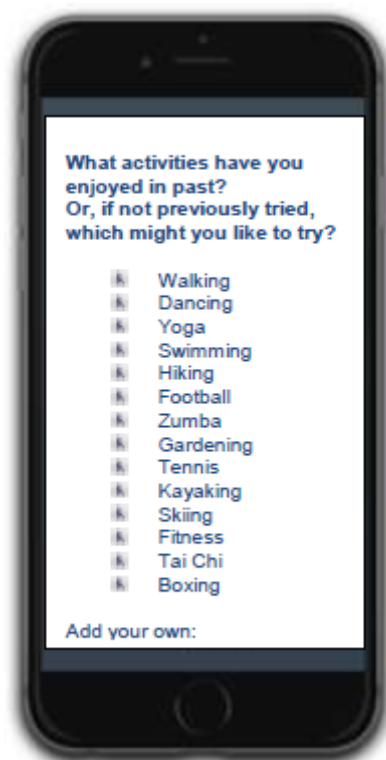 What activities have you
enjoyed in past?
Or, if not previously tried,
which might you like to try?
Walking
Dancing
Yoga
Swimming
Hiking
Football
Zumba
Gardening
Tennis
Kayaking
Skiing
Fitness
Tai Chi
Boxing
Add your own: